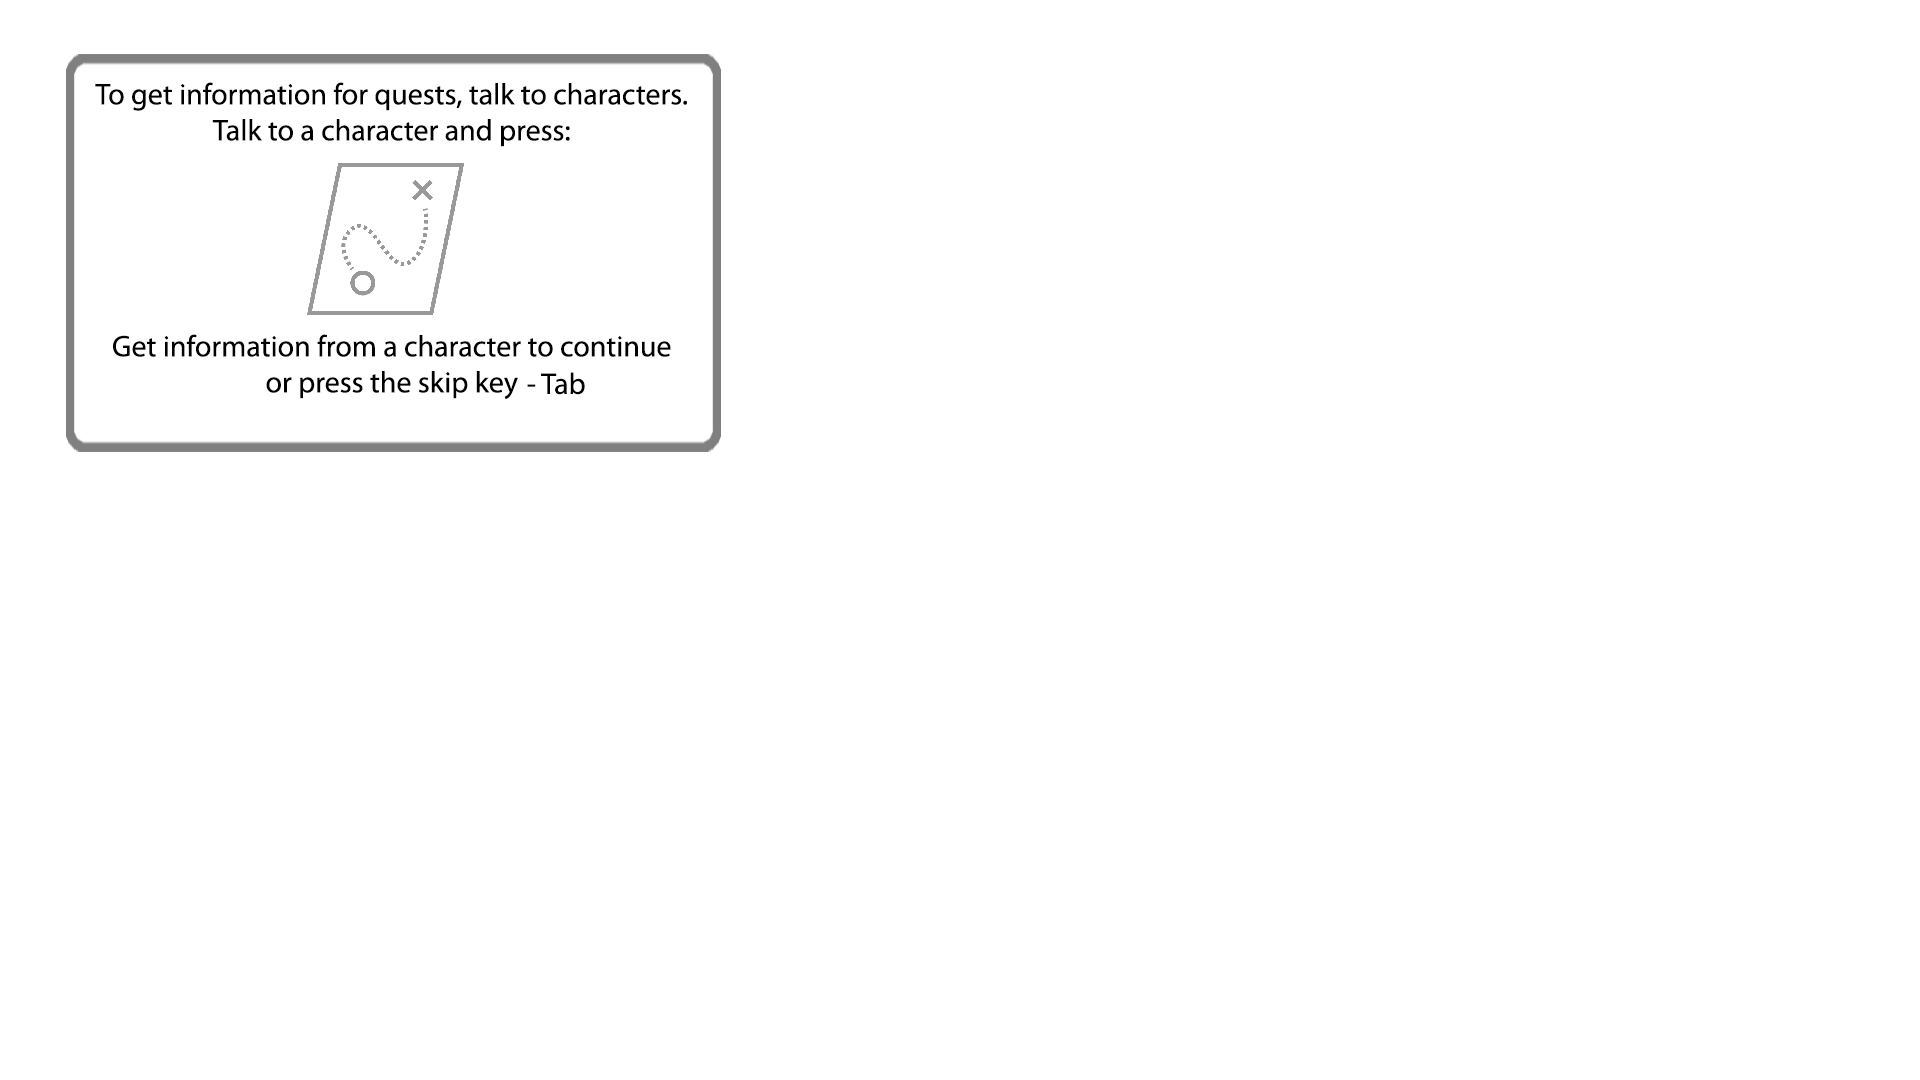 To get information for quests, talk to characters.
Talk to a character and press:
Get information from a character to continue
or press the skip key - Tab